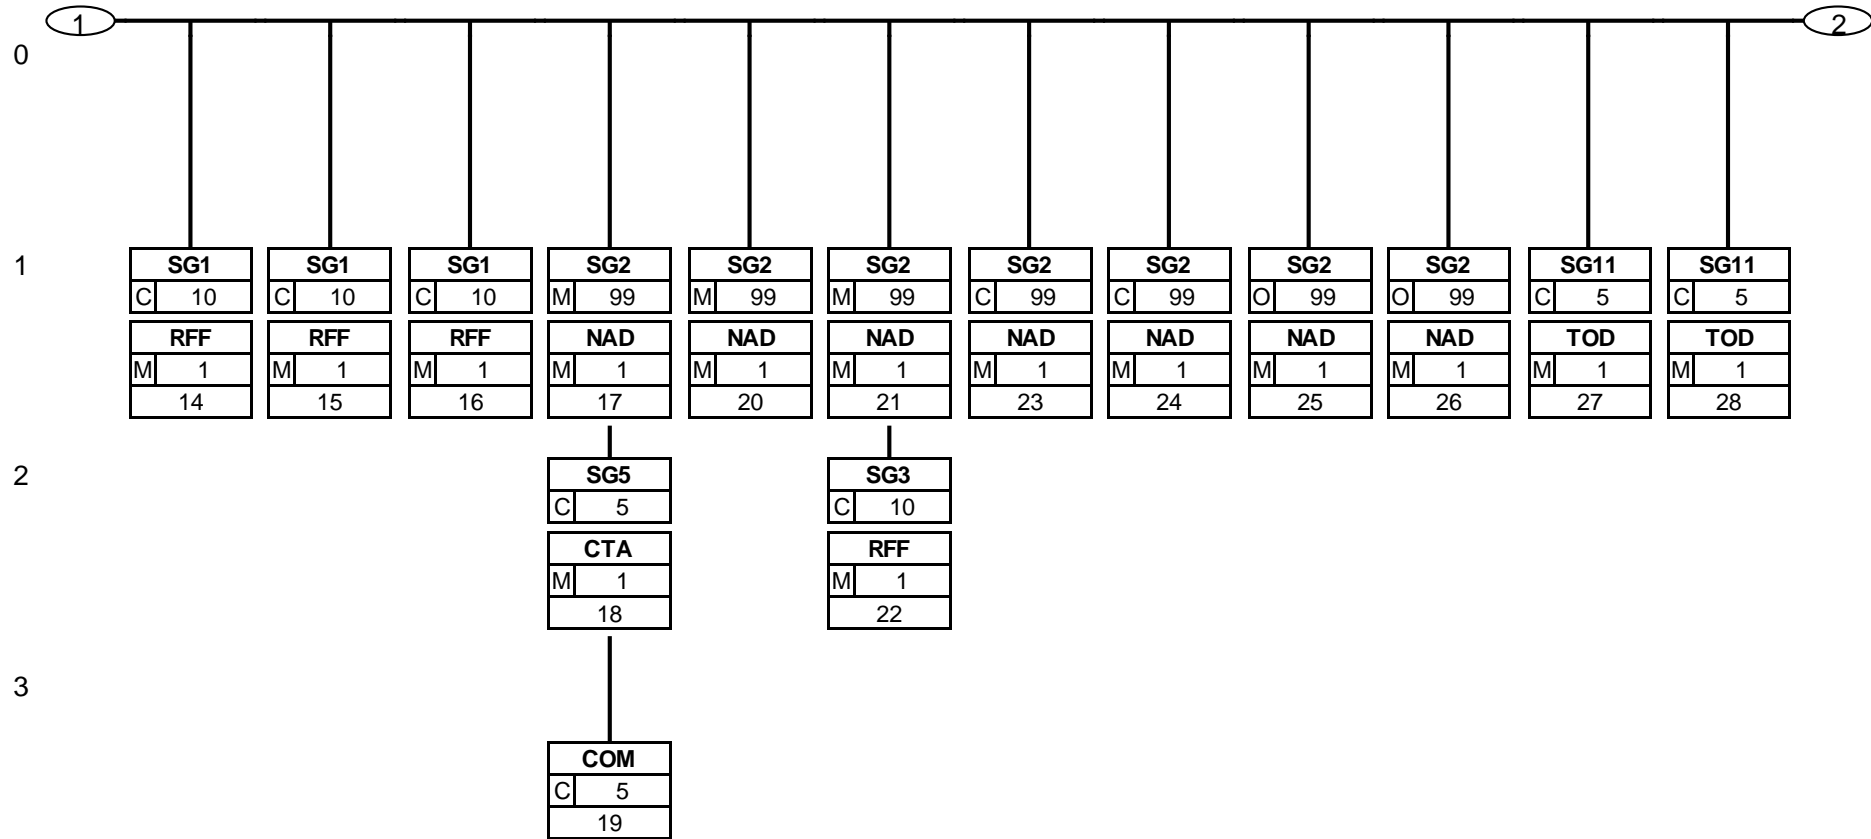 1 2
0
1
SG1 SG1 SG1 SG2 SG2 SG2 SG2 SG2 SG2 SG2 SG11 SG11
C 10 C 10 C 10 M 99 M 99 M 99 C 99 C 99 O 99 O 99 C 5 C 5
RFF RFF RFF NAD NAD NAD NAD NAD NAD NAD TOD TOD
M 1 M 1 M 1 M 1 M 1 M 1 M 1 M 1 M 1 M 1 M 1 M 1
14 15 16 17 20 21 23 24 25 26 27 28
2
SG5 SG3
C 5 C 10
CTA RFF
M 1 M 1
18 22
3
COM
C 5
19